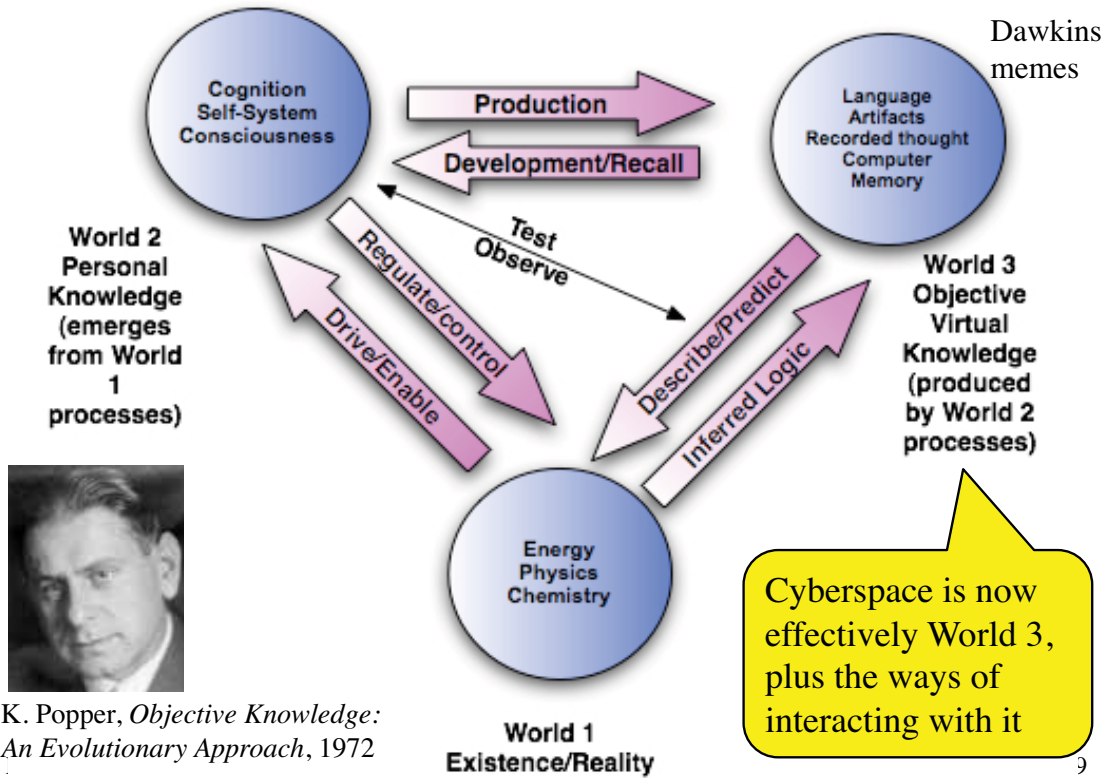 Dawkins
memes
Cognition
Self-System
Consciousness
Production
Development/Recall
Language
Artifacts
Recorded thought
Computer
Memory
Test
Observe
World 2
Personal
Knowledge
(emerges
from World
1
processes)
Regulate/control
Drive/Enable
Describe/Predict
Inferred Logic
World 3
Objective
Virtual
Knowledge
(produced
by World 2
processes)
Energy
Physics
Chemistry
Cyberspace is now
effectively World 3,
plus the ways of
interacting with it
K. Popper, Objective Knowledge:
An Evolutionary Approach, 1972
World 1
Existence/Reality
9